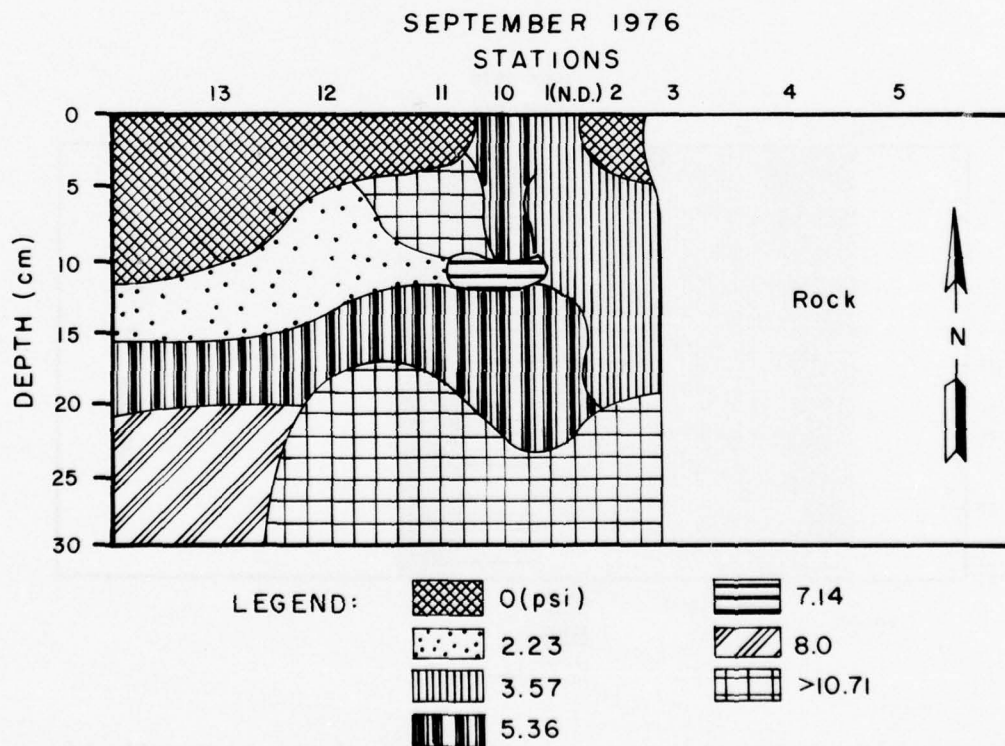 SEPTEMBER 1976
STATIONS
13 12 11 10 1(N.D.) 2 3 4 5
0
5
10
15
20
25
30
DEPTH (cm)
Rock
N
LEGEND:
0(psi)
2.23
3.57
5.36
7.14
8.0
>10.71